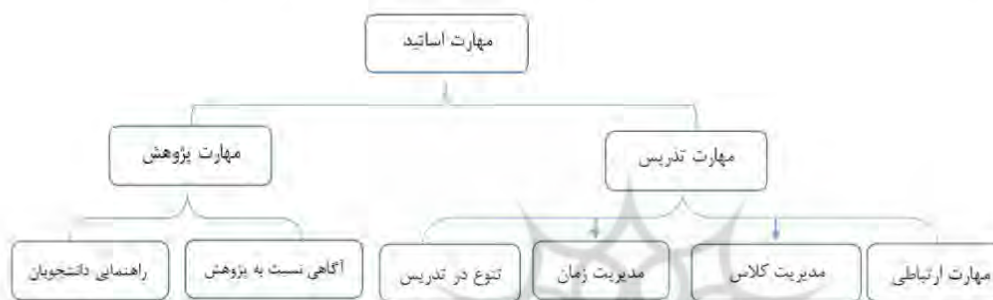 مهارت اساتید
مهارت تذریس
مهارت پژوهش
مهارت ارتباطی
مدیریت کلاس
مدیریت زمان
تنوع در تدریس
آگاهی نسبت به پژوهش
راهنمایی دانشجویان